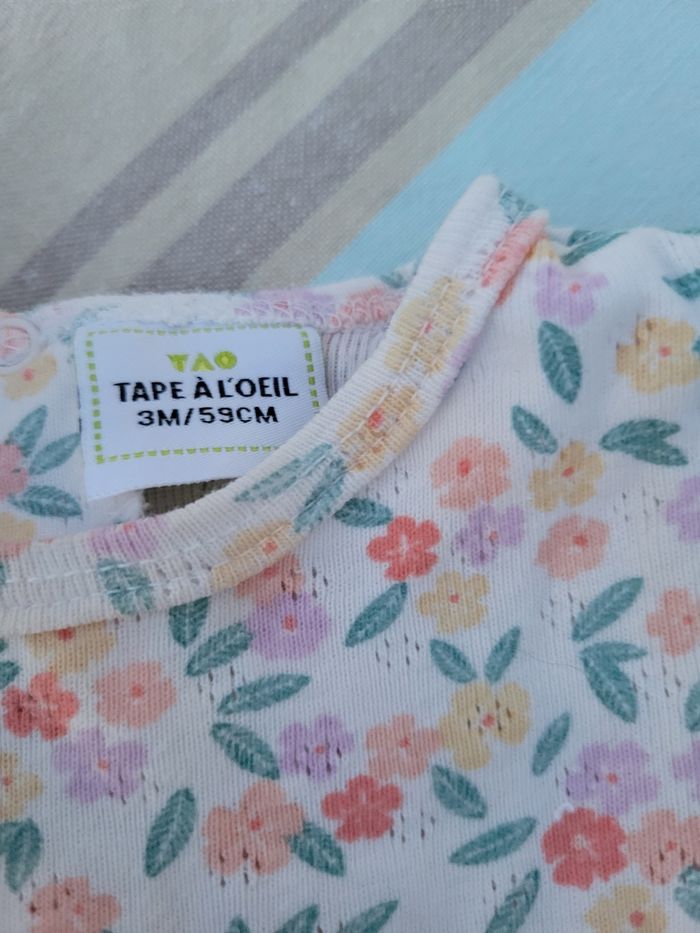 TAO
TAPE À L'OEIL
3M/59CM